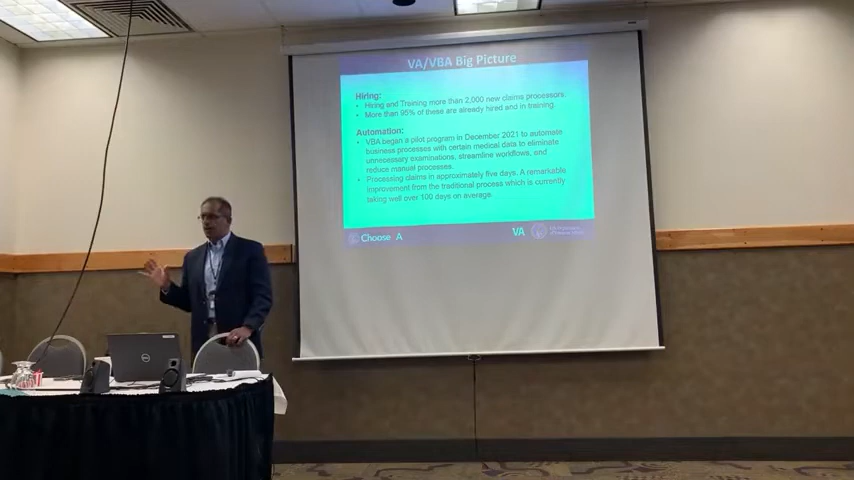 VA/VBA Big Picture
Hiring:
• Hiring and Training more than 2,000 new claims processors.
• More than 95% of these are already hired and in training.
Automation:
• VBA began a pilot program in December 2021 to automate
business processes with certain medical data to eliminate
unnecessary examinations, streamline workflows, and
reduce manual processes.
• Processing claims in approximately five days. A remarkable
improvement from the traditional process which is currently
taking well over 100 days on average.
Choose A
VA
DELL